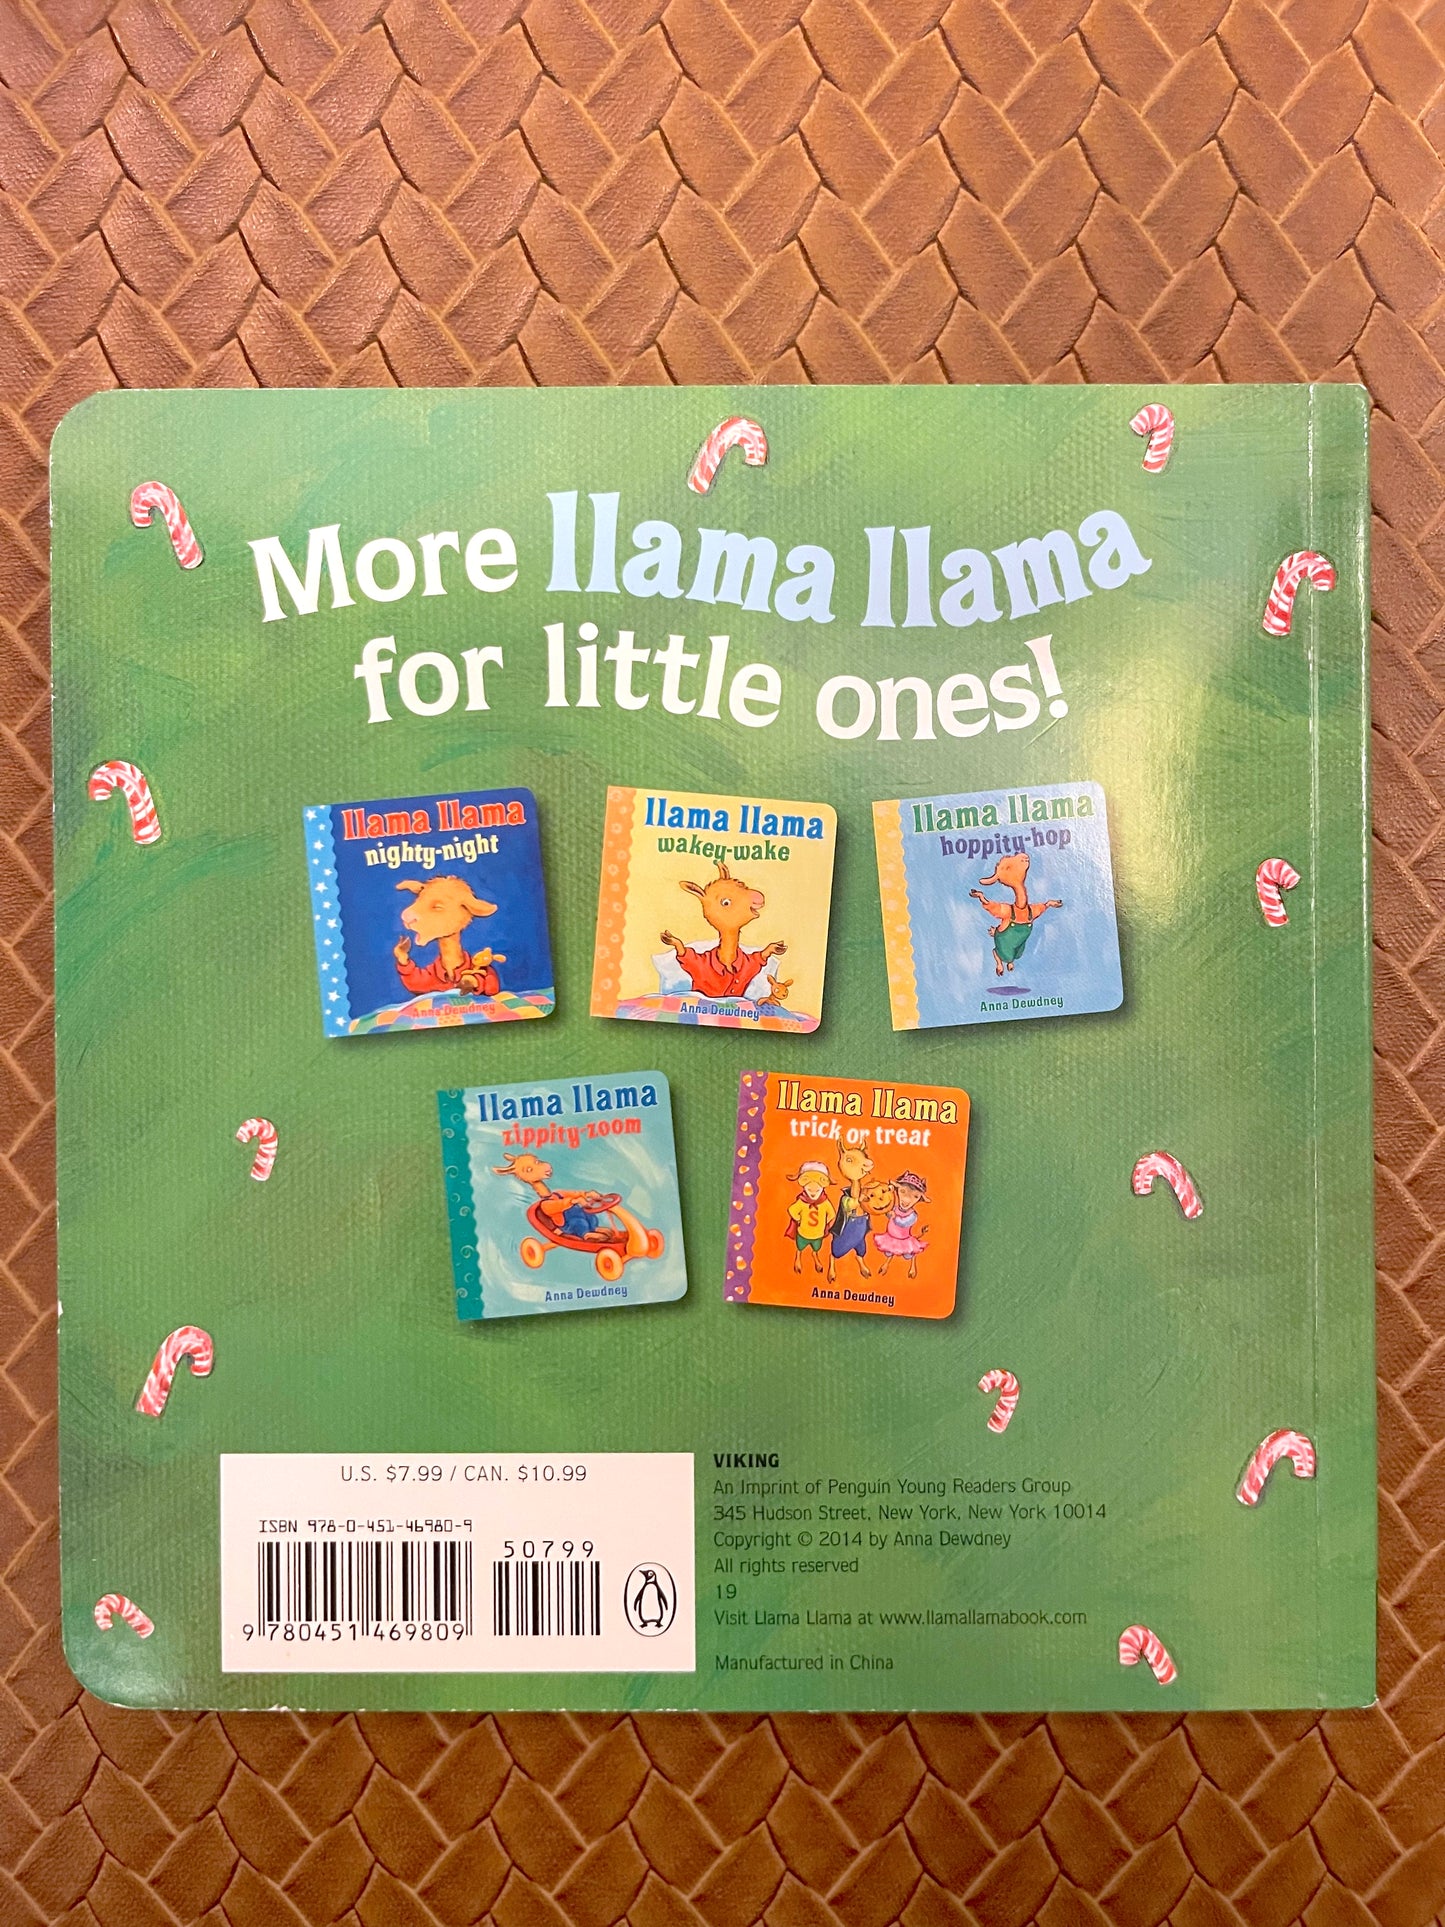 More llama llama
for little ones!
llama llama
nighty-night
Anna Dewdney
llama llama
wakey-wake
Anna Dewdney
llama llama
hoppity-hop
Anna Dewdney
llama llama
zippity-zoom
Anna Dewdney
llama llama
trick or treat
S
Anna Dewdney
U.S. $7.99 / CAN. $10.99
ISBN 978-0-451-46980-9
50799
9 780451 469809
VIKING
An Imprint of Penguin Young Readers Group
345 Hudson Street, New York, New York 10014
Copyright © 2014 by Anna Dewdney
All rights reserved
19
Visit Llama Llama at www.llamallamabook.com
Manufactured in China